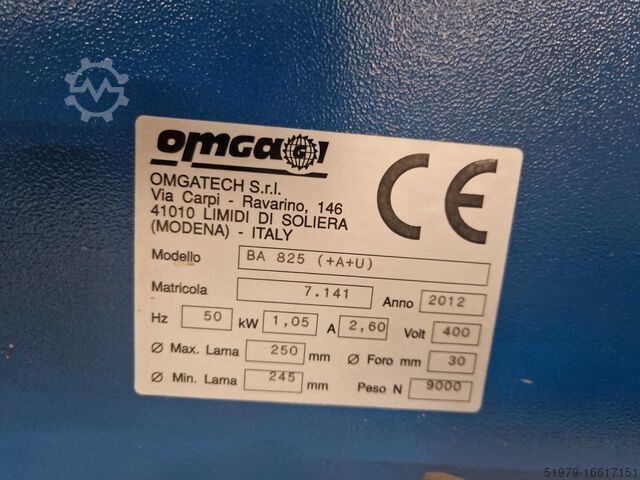 omga
OMGATECH S.r.l.
Via Carpi - Ravarino, 146
41010 LIMIDI DI SOLIERA
(MODENA) - ITALY
CE
Modello BA 825 (+A+U)
Matricola 7.141 Anno 2012
Hz 50 kW 1,05 A 2,60 Volt 400
Ø Max. Lama 250 mm Ø Foro mm 30
Ø Min. Lama 245 mm Peso N 9000
51979-16617151